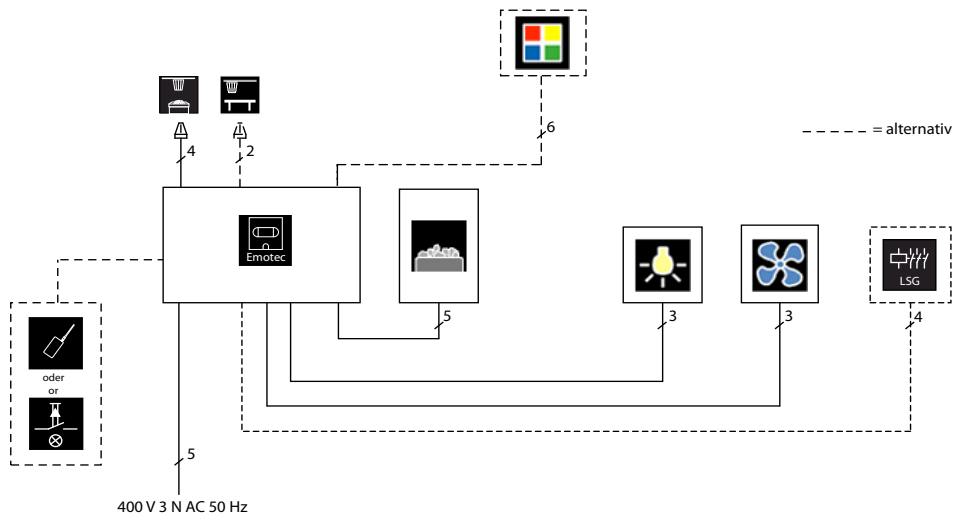 6
= alternativ
4
2
Emotec
LSG
5
3
3
4
oder
or
5
400 V 3 N AC 50 Hz